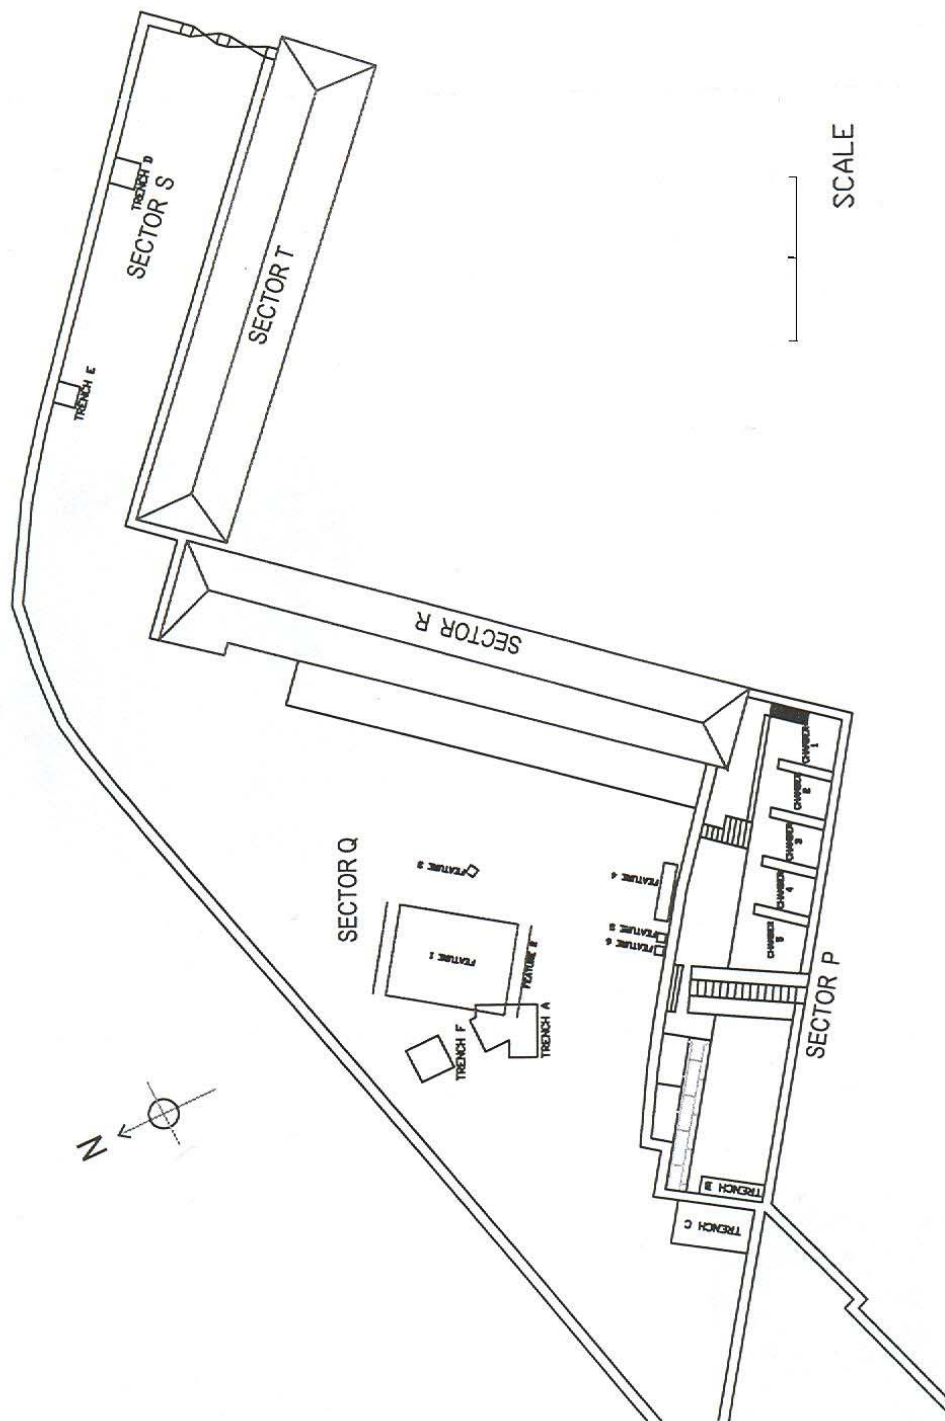 TRENCH D
SECTOR S
SECTOR T
TRENCH E
SCALE
SECTOR R
SECTOR Q
FEATURE 3
FEATURE 1
FEATURE 2
TRENCH A
TRENCH F
N
FEATURE 4
FEATURE 5
FEATURE 6
CHAMBER
1
CHAMBER
2
CHAMBER
3
CHAMBER
4
CHAMBER
5
SECTOR P
TRENCH B
TRENCH C